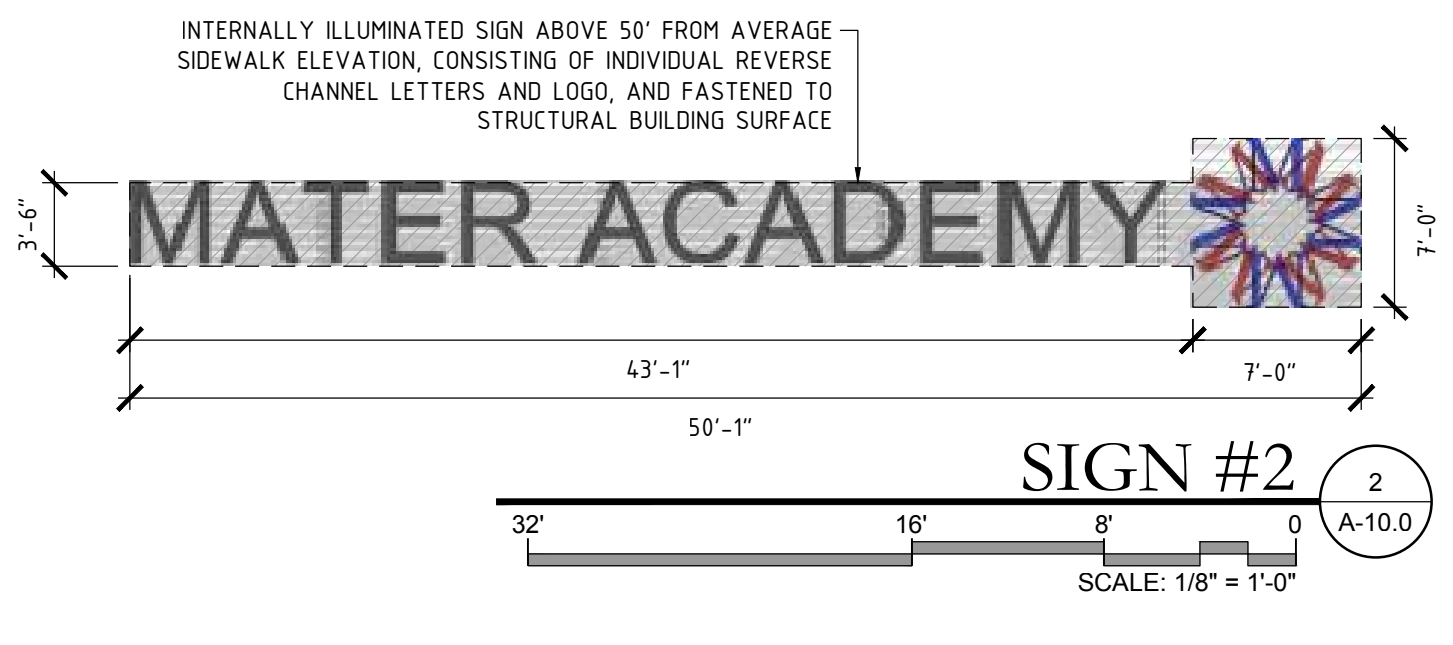 INTERNALLY ILLUMINATED SIGN ABOVE 50' FROM AVERAGE
SIDEWALK ELEVATION, CONSISTING OF INDIVIDUAL REVERSE
CHANNEL LETTERS AND LOGO, AND FASTENED TO
STRUCTURAL BUILDING SURFACE
3'-6"
MATER ACADEMY
7'-0"
43'-1"
7'-0"
50'-1"
SIGN #2
2
A-10.0
32' 16' 8' 0
SCALE: 1/8" = 1'-0"